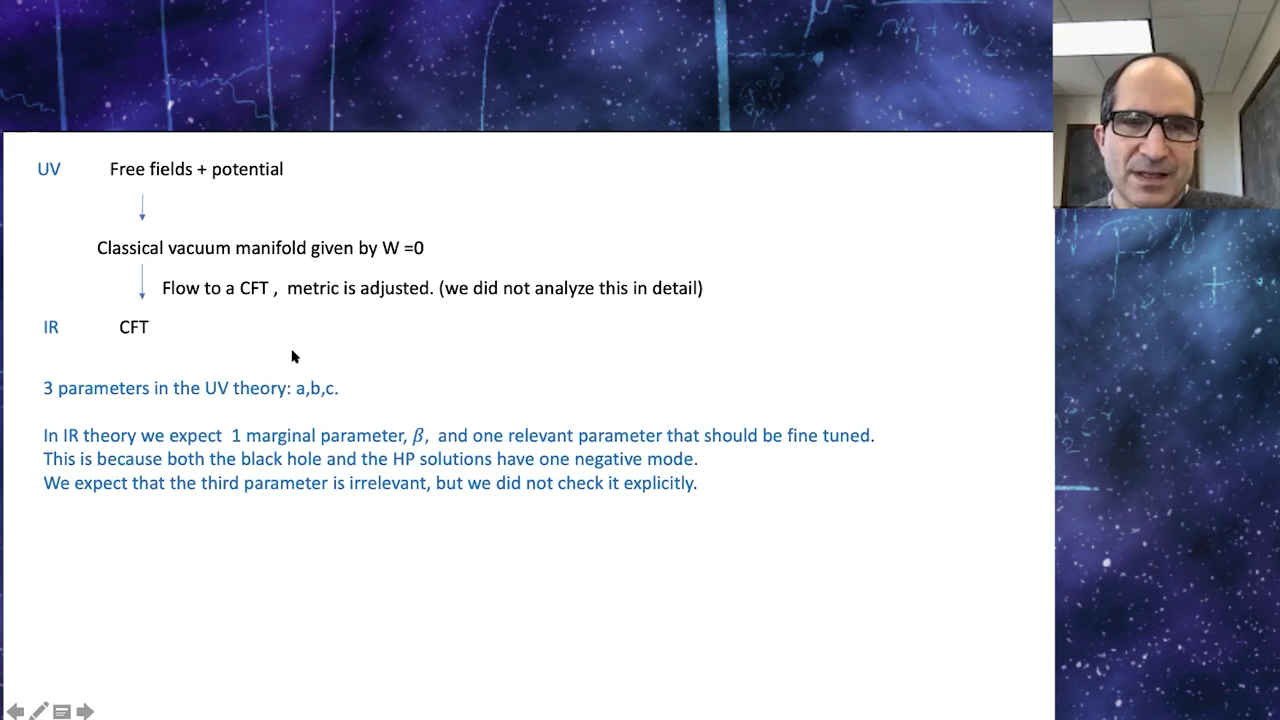 UV Free fields + potential
Classical vacuum manifold given by W =0
Flow to a CFT , metric is adjusted. (we did not analyze this in detail)
IR CFT
3 parameters in the UV theory: a,b,c.
In IR theory we expect 1 marginal parameter, β, and one relevant parameter that should be fine tuned.
This is because both the black hole and the HP solutions have one negative mode.
We expect that the third parameter is irrelevant, but we did not check it explicitly.